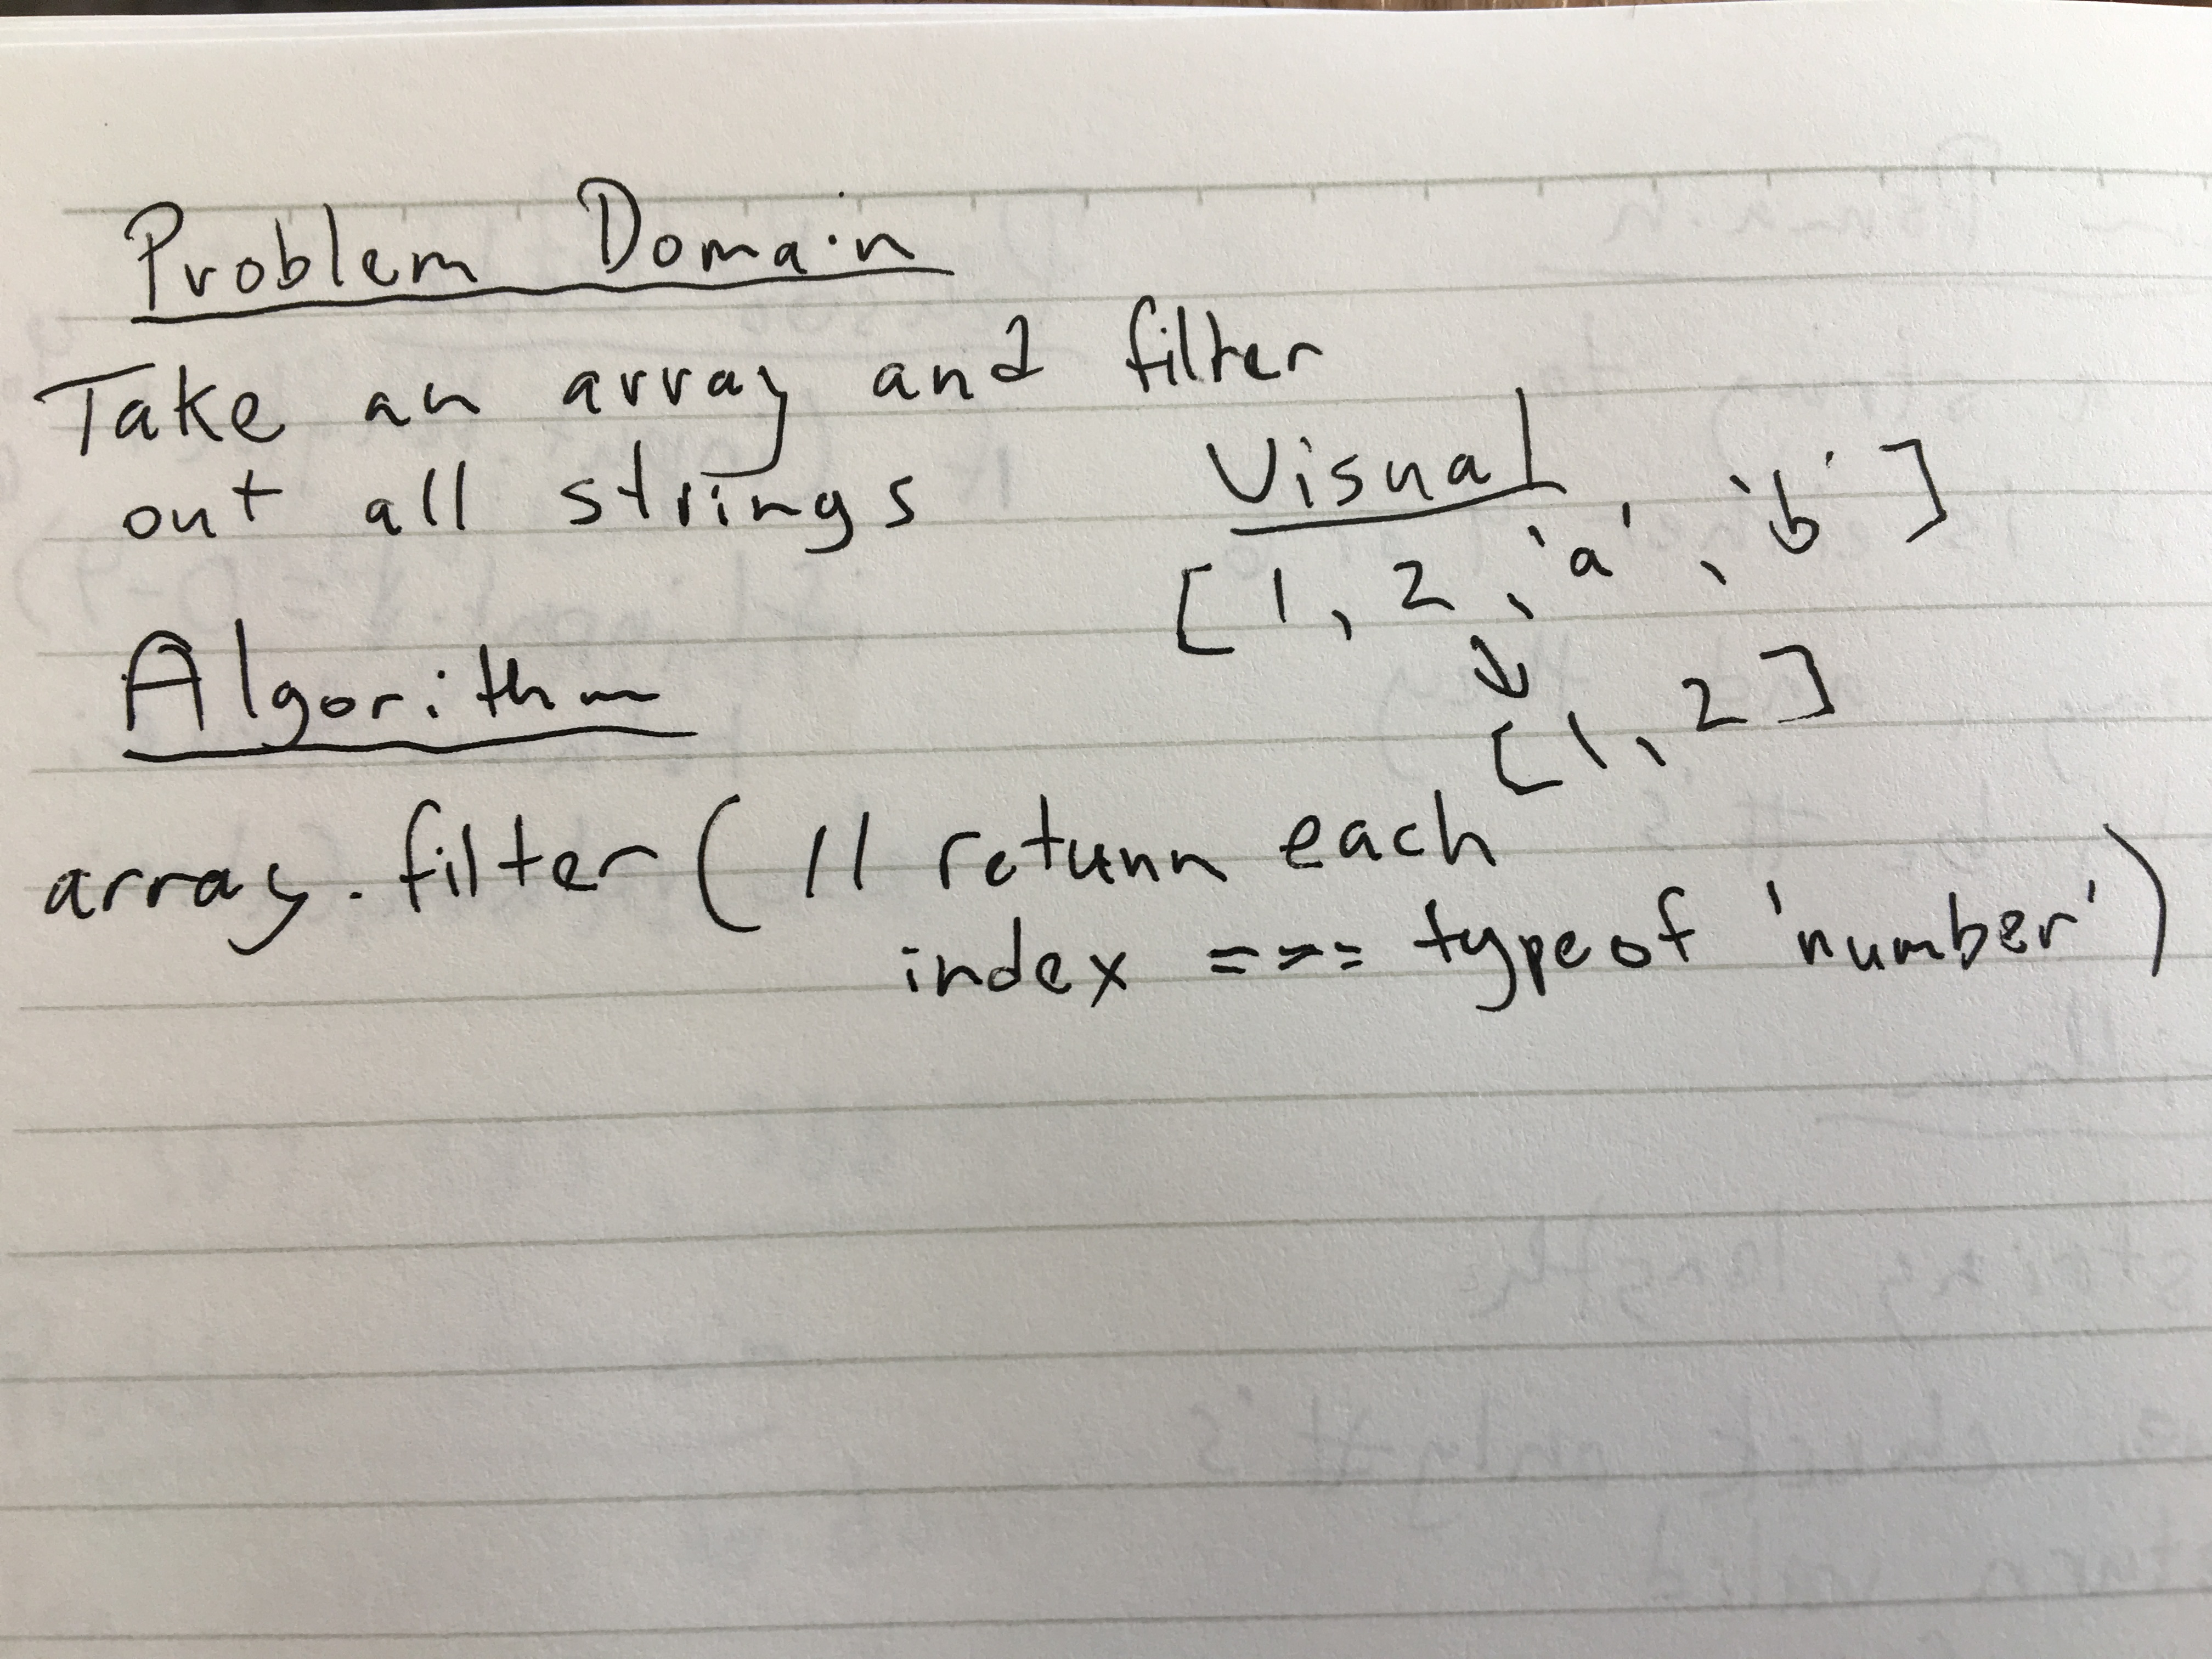 Problem Domain
Take an array and filter
out all strings
Visual
[ 1, 2, 'a', 'b' ]
↓
[ 1, 2 ]
Algorithm
array.filter( // return each
index === typeof 'number')